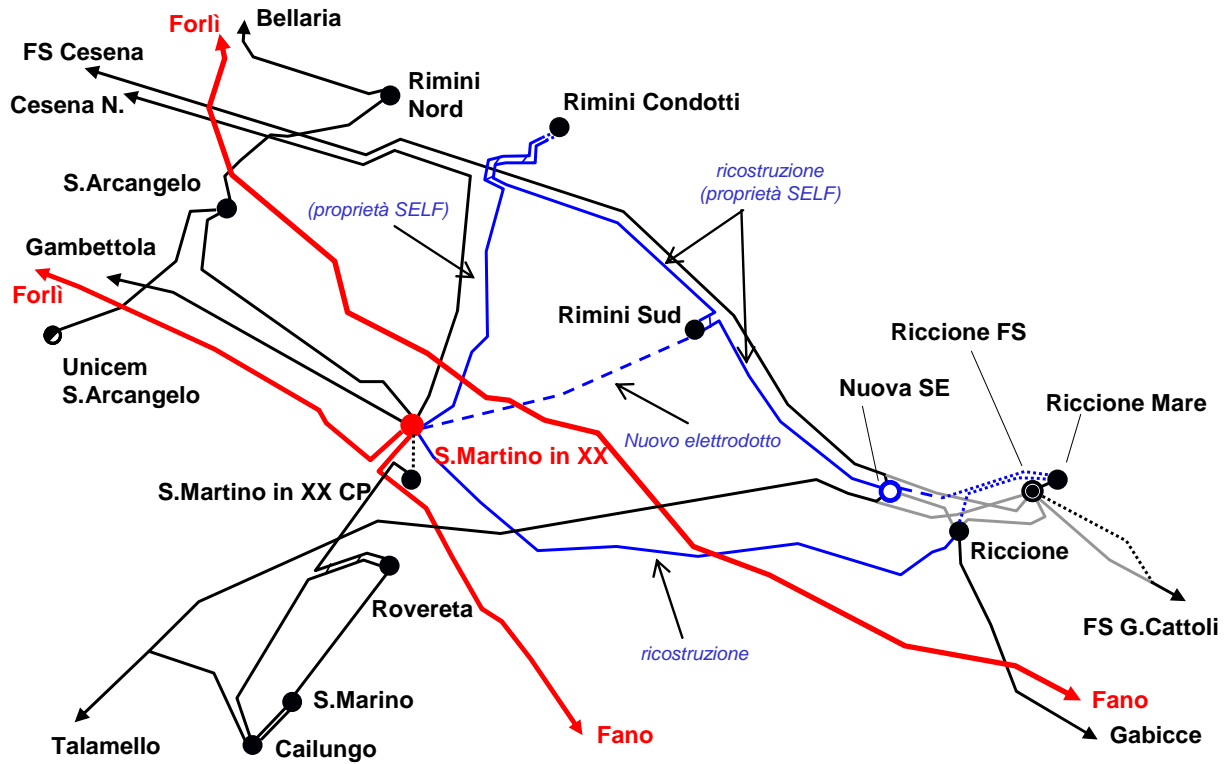 Bellaria
Forlì
FS Cesena
Cesena N.
Rimini
Nord
Rimini Condotti
ricostruzione
(proprietà SELF)
S.Arcangelo
(proprietà SELF)
Gambettola
Forlì
Rimini Sud
Riccione FS
Unicem
S.Arcangelo
Nuova SE
Riccione Mare
Nuovo elettrodotto
S.Martino in XX
S.Martino in XX CP
Riccione
Rovereta
FS G.Cattoli
ricostruzione
S.Marino
Fano
Fano
Gabicce
Talamello
Cailungo